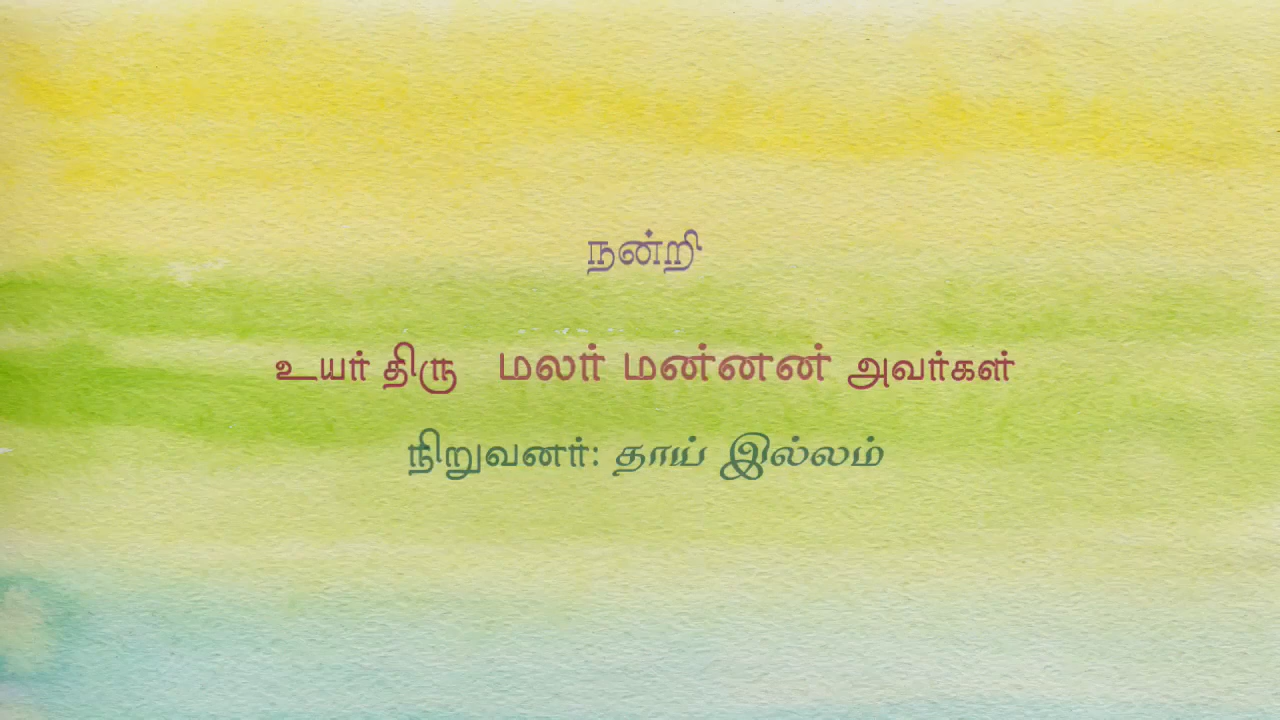 நன்றி
உயர் திரு மலர் மன்னன் அவர்கள்
நிறுவனர்: தாய் இல்லம்